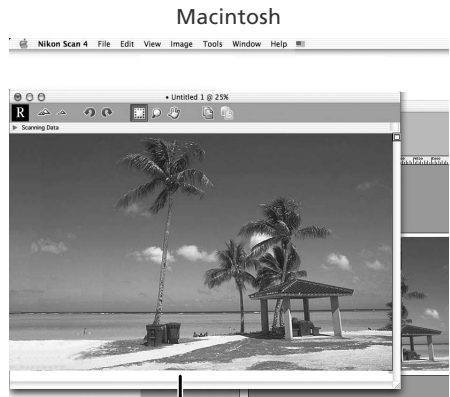 Macintosh
Nikon Scan 4 File Edit View Image Tools Window Help
• Untitled 1 @ 25%
R
▶ Scanning Data